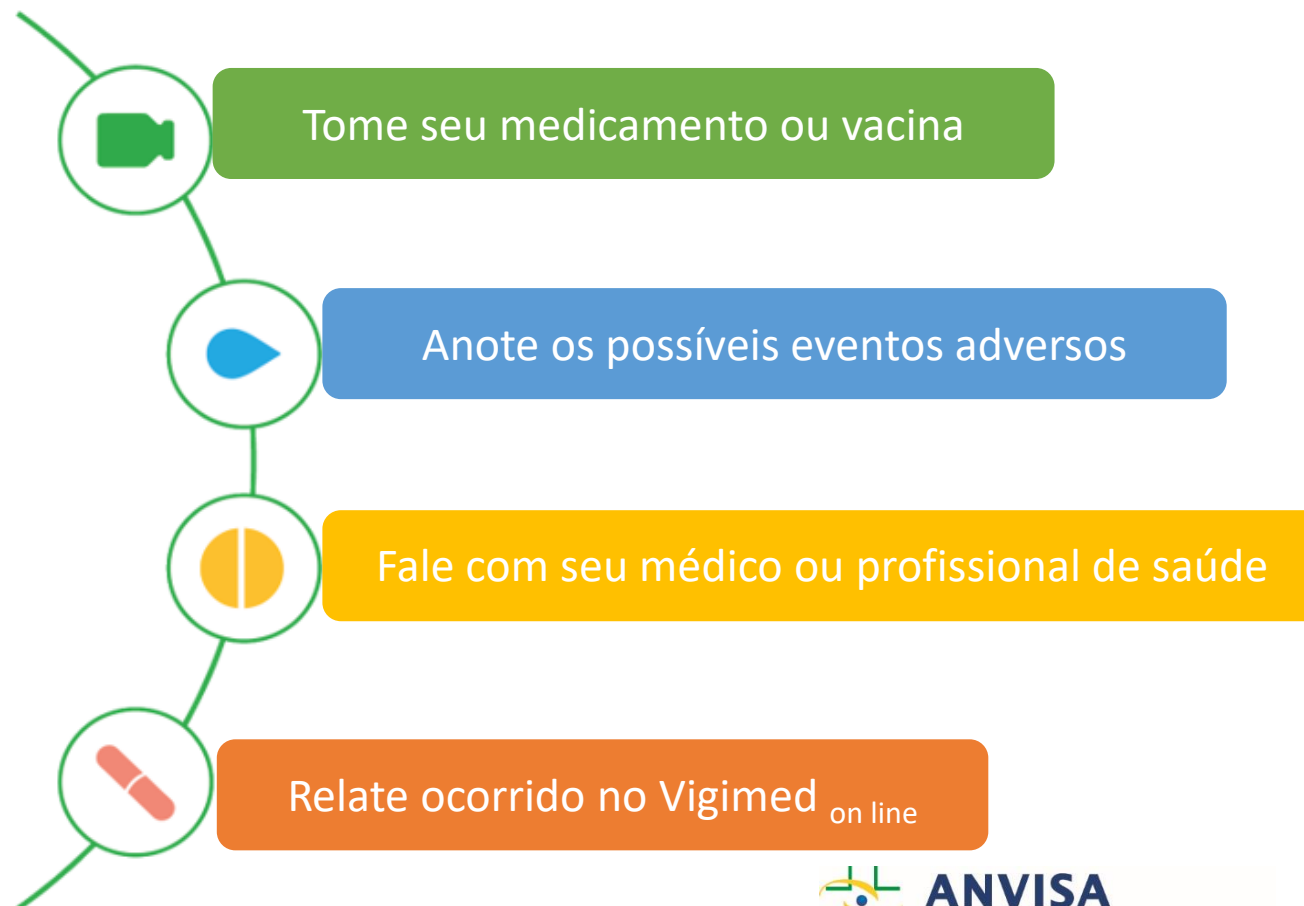 Tome seu medicamento ou vacina
Anote os possíveis eventos adversos
Fale com seu médico ou profissional de saúde
Relate ocorrido no Vigimed on line
ANVISA